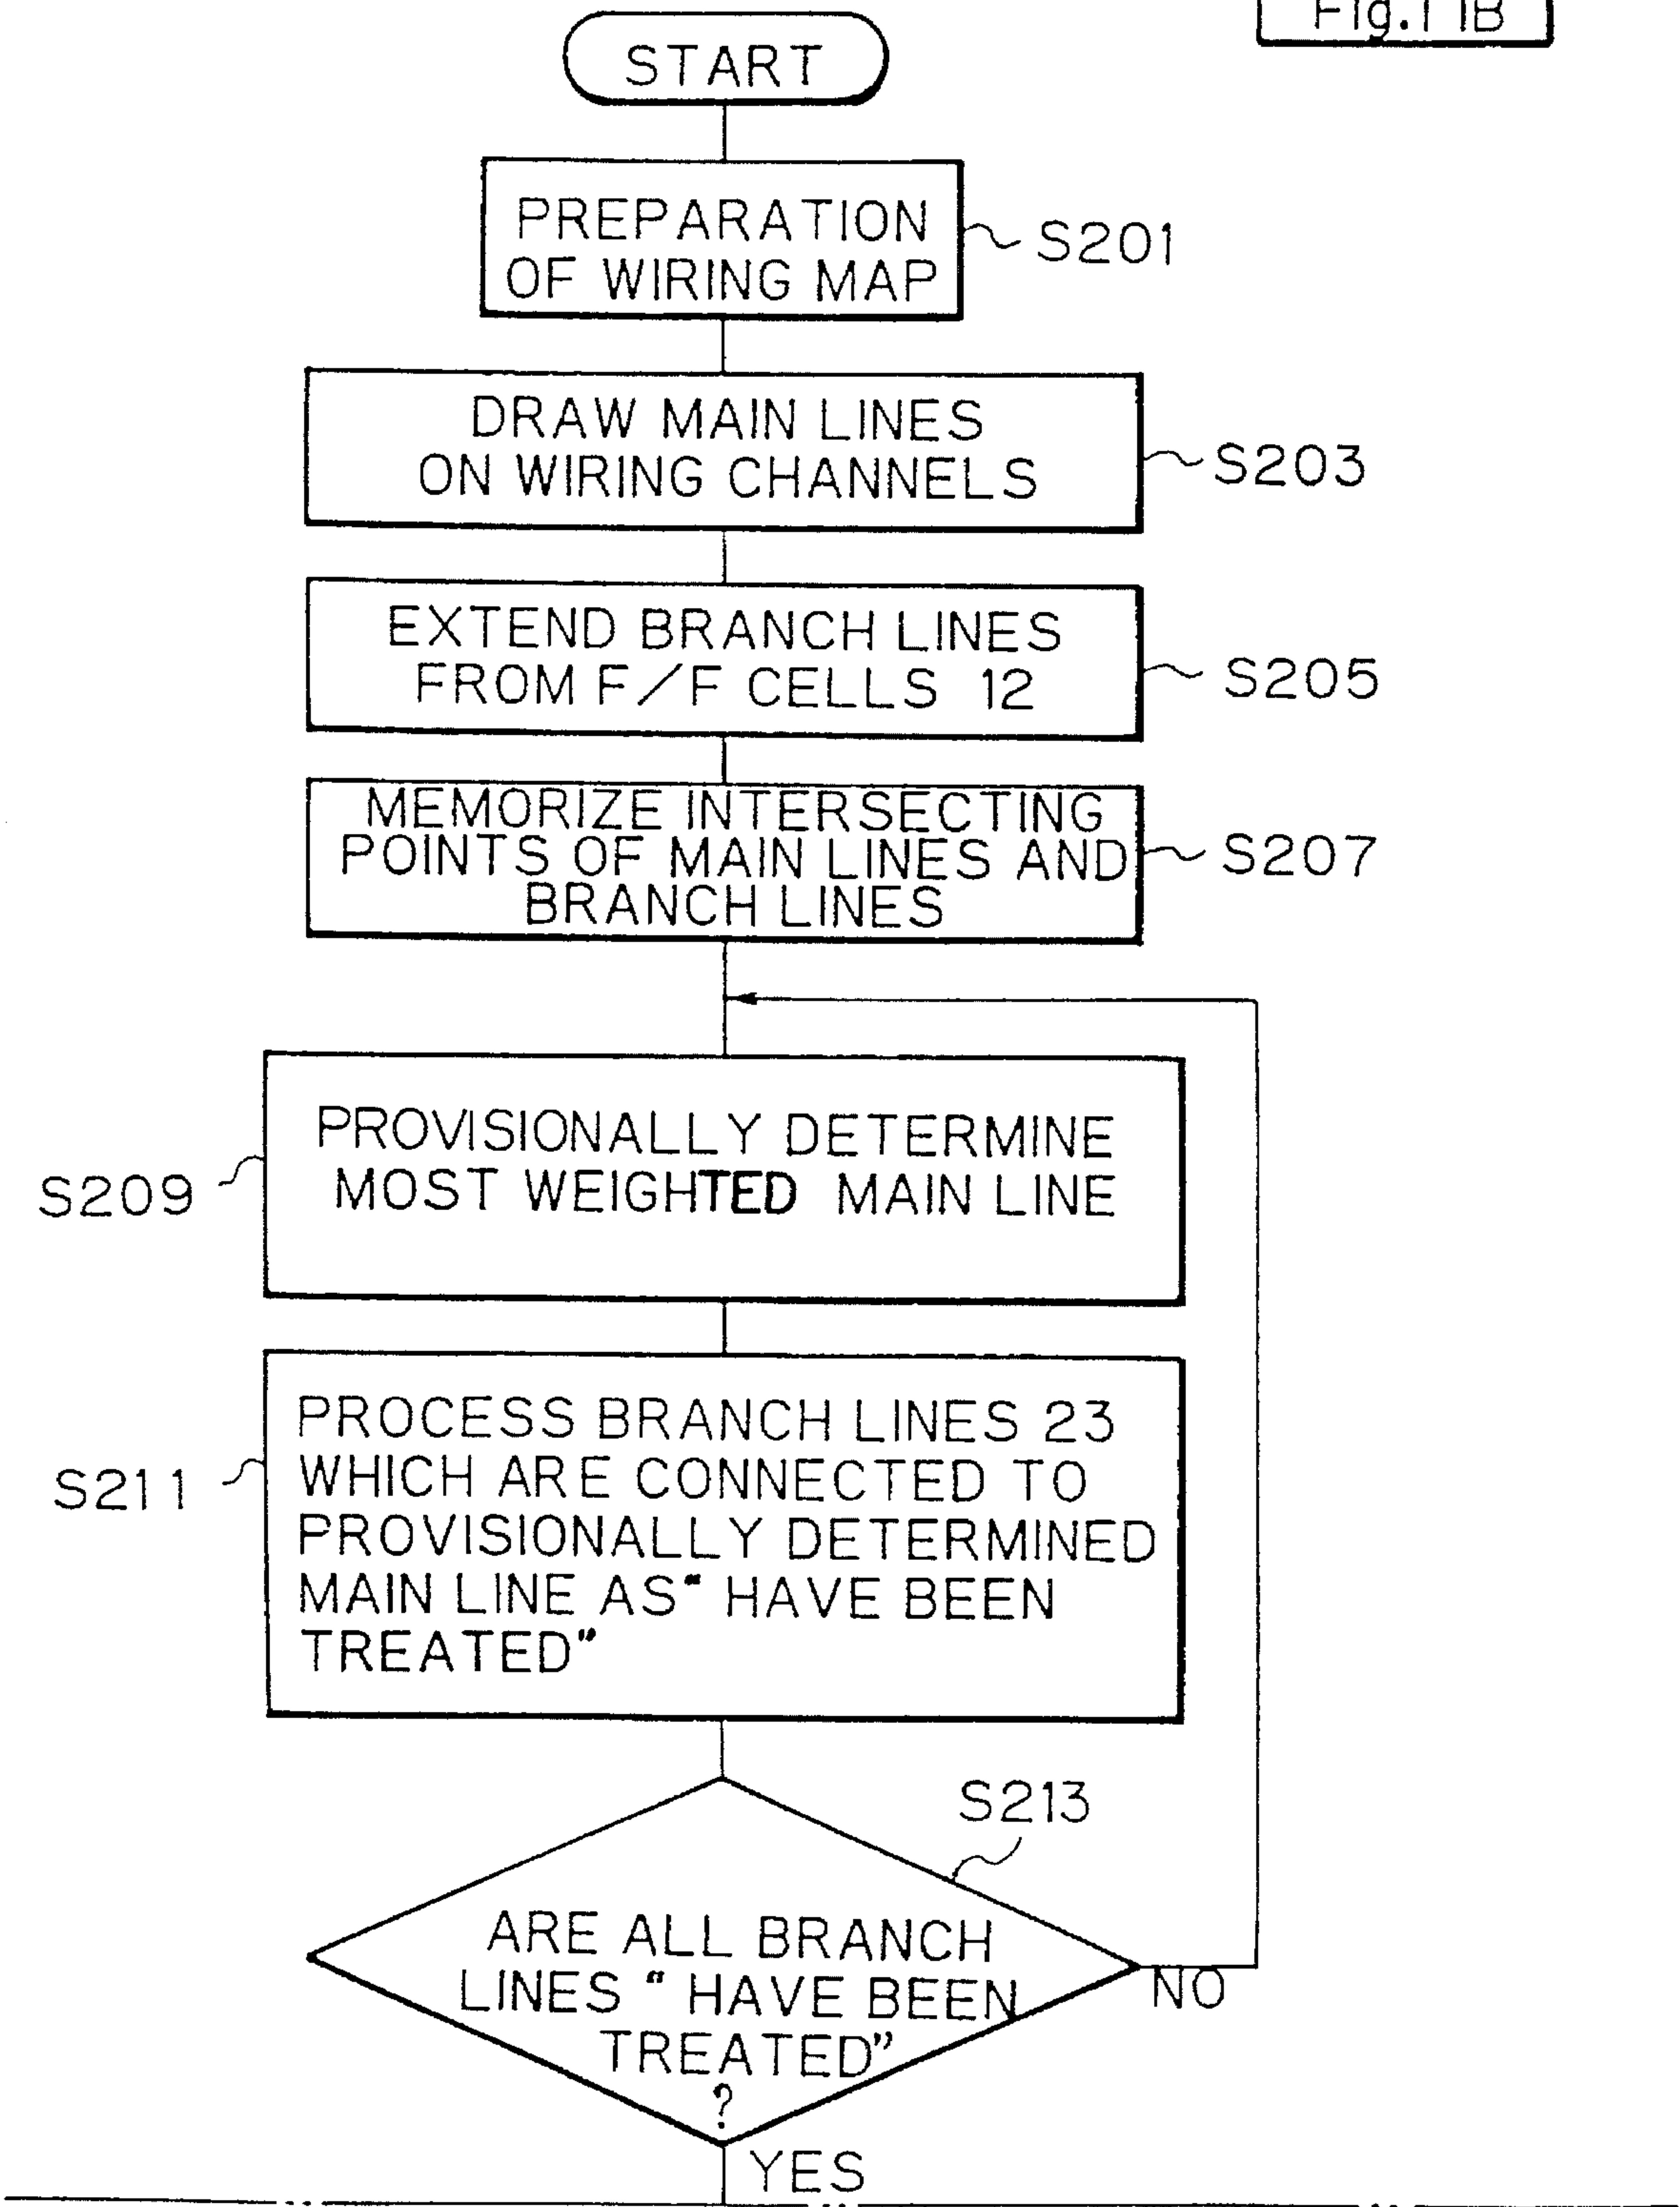 Fig.11B
START
PREPARATION
OF WIRING MAP
S201
DRAW MAIN LINES
ON WIRING CHANNELS
S203
EXTEND BRANCH LINES
FROM F/F CELLS 12
S205
MEMORIZE INTERSECTING
POINTS OF MAIN LINES AND
BRANCH LINES
S207
PROVISIONALLY DETERMINE
MOST WEIGHTED MAIN LINE
S209
PROCESS BRANCH LINES 23
WHICH ARE CONNECTED TO
PROVISIONALLY DETERMINED
MAIN LINE AS “ HAVE BEEN
TREATED”
S211
S213
ARE ALL BRANCH
LINES “ HAVE BEEN
TREATED”
?
NO
YES